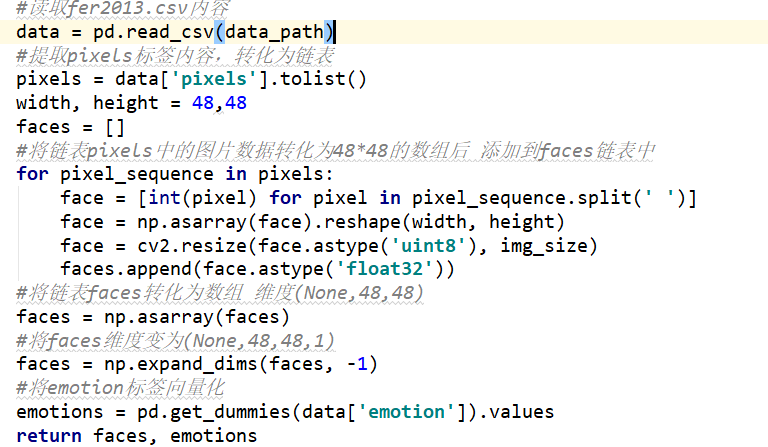 #读取fer2013.csv内容
data = pd.read_csv(data_path)
#提取pixels标签内容，转化为链表
pixels = data['pixels'].tolist()
width, height = 48,48
faces = []
#将链表pixels中的图片数据转化为48*48的数组后 添加到faces链表中
for pixel_sequence in pixels:
    face = [int(pixel) for pixel in pixel_sequence.split(' ')]
    face = np.asarray(face).reshape(width, height)
    face = cv2.resize(face.astype('uint8'), img_size)
    faces.append(face.astype('float32'))
#将链表faces转化为数组 维度(None,48,48)
faces = np.asarray(faces)
#将faces维度变为(None,48,48,1)
faces = np.expand_dims(faces, -1)
#将emotion标签向量化
emotions = pd.get_dummies(data['emotion']).values
return faces, emotions